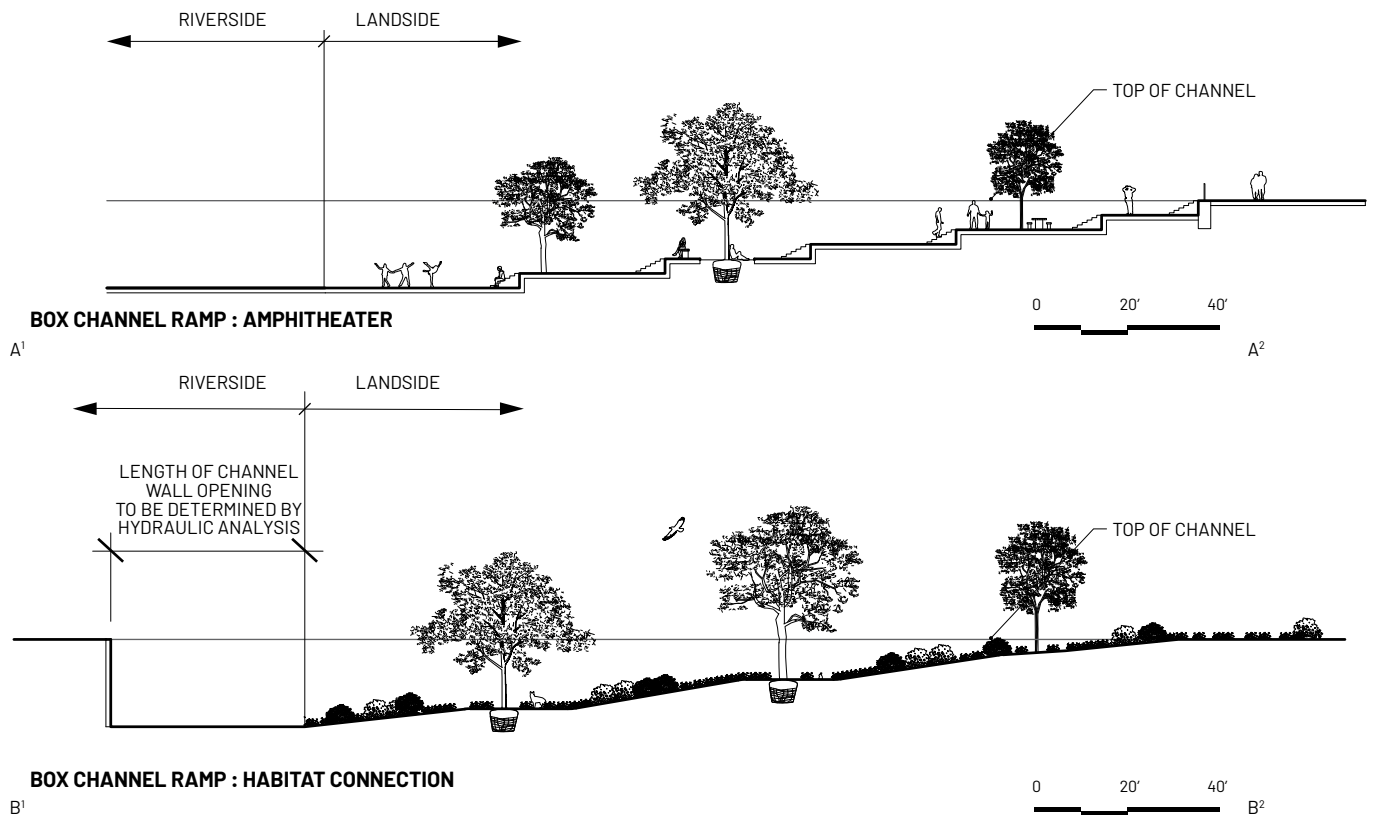 RIVERSIDE LANDSIDE
TOP OF CHANNEL
0 20′ 40′
BOX CHANNEL RAMP : AMPHITHEATER
A¹ A²
RIVERSIDE LANDSIDE
LENGTH OF CHANNEL
WALL OPENING
TO BE DETERMINED BY
HYDRAULIC ANALYSIS
TOP OF CHANNEL
BOX CHANNEL RAMP : HABITAT CONNECTION
0 20′ 40′
B¹ B²